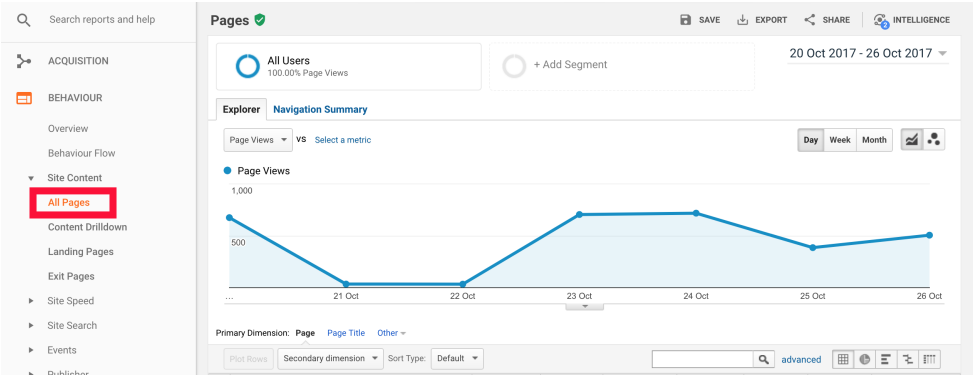 Search reports and help
ACQUISITION
BEHAVIOUR
Overview
Behaviour Flow
Site Content
All Pages
Content Drilldown
Landing Pages
Exit Pages
Site Speed
Site Search
Events
Publisher
Pages
SAVE
EXPORT
SHARE
2
INTELLIGENCE
All Users
100.00% Page Views
+ Add Segment
20 Oct 2017 - 26 Oct 2017
Explorer
Navigation Summary
Page Views
VS
Select a metric
Day
Week
Month
Page Views
1,000
500
...
21 Oct
22 Oct
23 Oct
24 Oct
25 Oct
26 Oct
Primary Dimension:
Page
Page Title
Other
Plot Rows
Secondary dimension
Sort Type:
Default
advanced